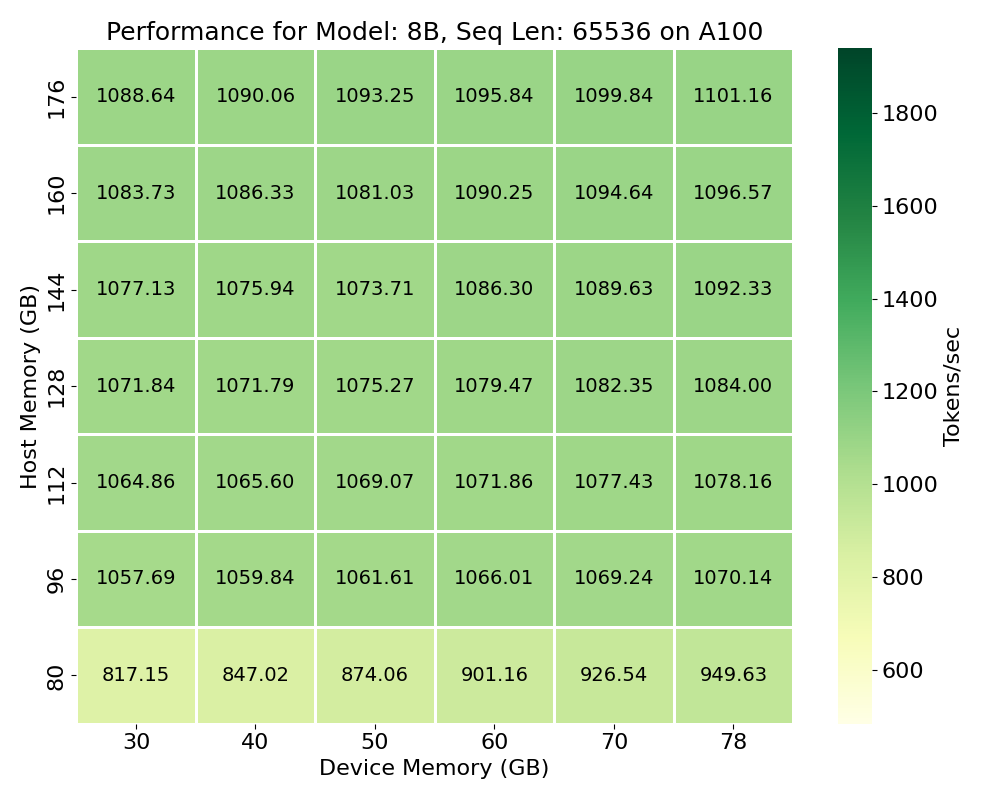 Performance for Model: 8B, Seq Len: 65536 on A100
176 1088.64 1090.06 1093.25 1095.84 1099.84 1101.16
160 1083.73 1086.33 1081.03 1090.25 1094.64 1096.57
144 1077.13 1075.94 1073.71 1086.30 1089.63 1092.33
128 1071.84 1071.79 1075.27 1079.47 1082.35 1084.00
112 1064.86 1065.60 1069.07 1071.86 1077.43 1078.16
96 1057.69 1059.84 1061.61 1066.01 1069.24 1070.14
80 817.15 847.02 874.06 901.16 926.54 949.63
30 40 50 60 70 78
Device Memory (GB)
Host Memory (GB)
1800
1600
1400
1200
1000
800
600
Tokens/sec